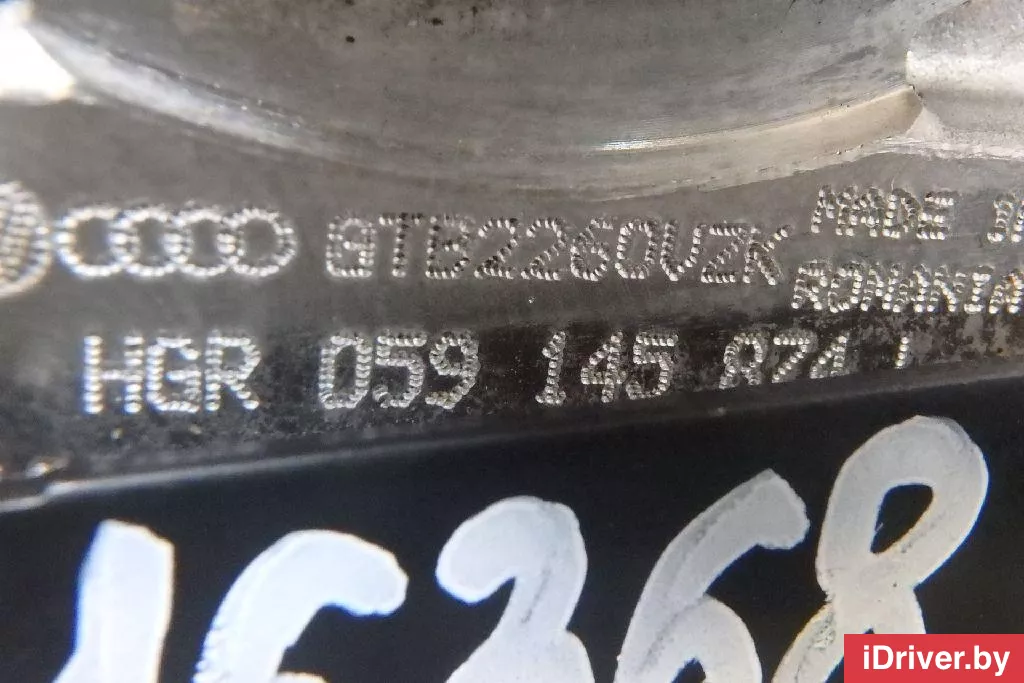 GTB2260VZK MADE IN
ROMANIA
HGR 059 145 874
16368
iDriver.by